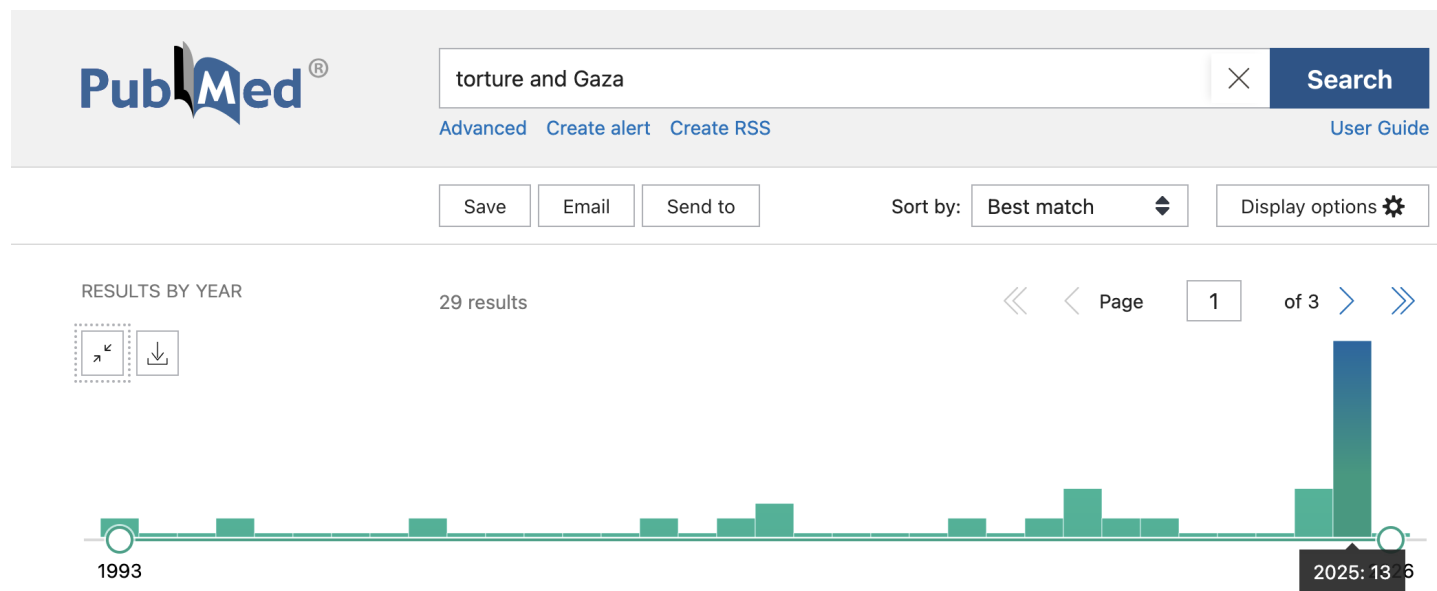 PubMed®
torture and Gaza
Search
Advanced Create alert Create RSS
User Guide
Save Email Send to
Sort by: Best match
Display options
RESULTS BY YEAR
29 results
Page 1 of 3
1993
2025: 13